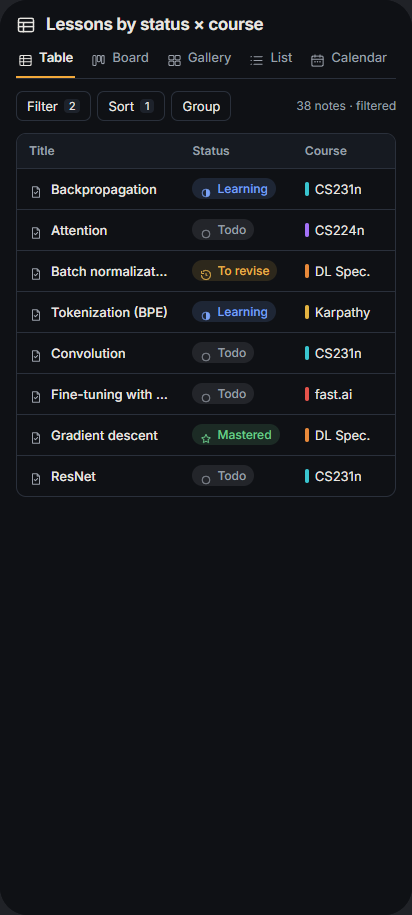 Lessons by status × course
Table Board Gallery List Calendar
Filter 2 Sort 1 Group 38 notes · filtered
Title Status Course
Backpropagation Learning CS231n
Attention Todo CS224n
Batch normalizat... To revise DL Spec.
Tokenization (BPE) Learning Karpathy
Convolution Todo CS231n
Fine-tuning with ... Todo fast.ai
Gradient descent Mastered DL Spec.
ResNet Todo CS231n